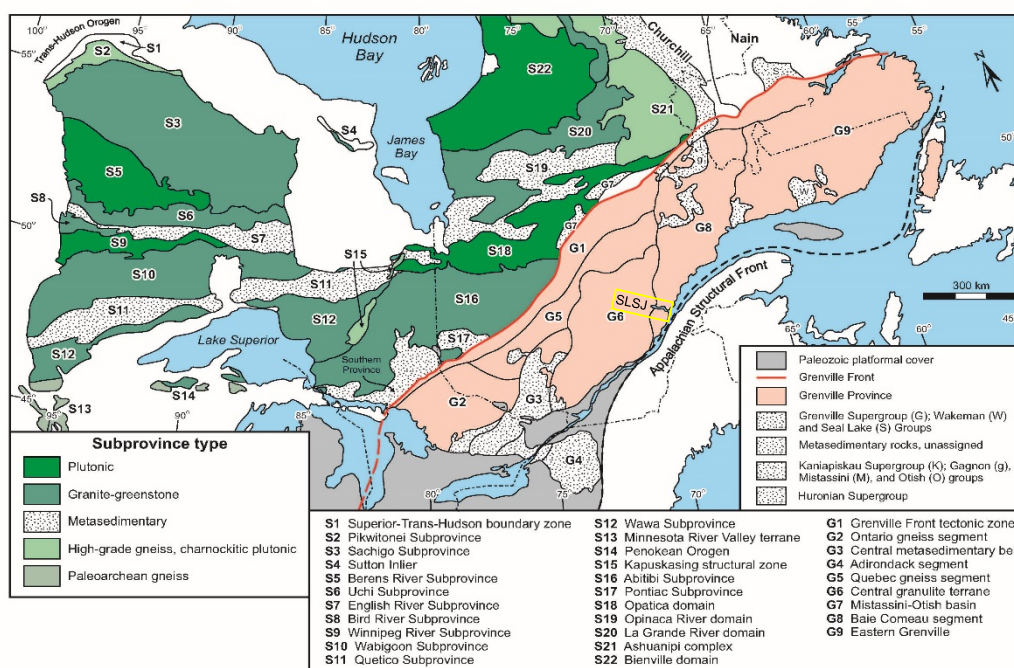 100°
95°
90°
85°
80°
75°
70°
65°
60°
55°
Trans-Hudson Orogen
S1
S2
Hudson
Bay
Churchill
Nain
N
55°
55°
S22
S21
S3
S4
S20
James
Bay
S19
G9
?
50°
S5
g
G7
W
S8
S6
G8
50°
S7
G7
S9
S18
G1
S15
S10
S11
S16
SLSJ
G6
Appalachian Structural Front
300 km
S11
S12
G5
65°
60°
S12
Lake Superior
S17
Southern
Province
S14
G2
G3
45°
S13
95°
90°
85°
G4
80°
75°
70°
Subprovince type
Plutonic
Granite-greenstone
Metasedimentary
High-grade gneiss, charnockitic plutonic
Paleoarchean gneiss
Paleozoic platformal cover
Grenville Front
Grenville Province
Grenville Supergroup (G); Wakeman (W)
and Seal Lake (S) Groups
Metasedimentary rocks, unassigned
Kaniapiskau Supergroup (K); Gagnon (g),
Mistassini (M), and Otish (O) groups
Huronian Supergroup
S1 Superior-Trans-Hudson boundary zone
S2 Pikwitonei Subprovince
S3 Sachigo Subprovince
S4 Sutton Inlier
S5 Berens River Subprovince
S6 Uchi Subprovince
S7 English River Subprovince
S8 Bird River Subprovince
S9 Winnipeg River Subprovince
S10 Wabigoon Subprovince
S11 Quetico Subprovince
S12 Wawa Subprovince
S13 Minnesota River Valley terrane
S14 Penokean Orogen
S15 Kapuskasing structural zone
S16 Abitibi Subprovince
S17 Pontiac Subprovince
S18 Opatica domain
S19 Opinaca River domain
S20 La Grande River domain
S21 Ashuanipi complex
S22 Bienville domain
G1 Grenville Front tectonic zone
G2 Ontario gneiss segment
G3 Central metasedimentary be
G4 Adirondack segment
G5 Quebec gneiss segment
G6 Central granulite terrane
G7 Mistassini-Otish basin
G8 Baie Comeau segment
G9 Eastern Grenville